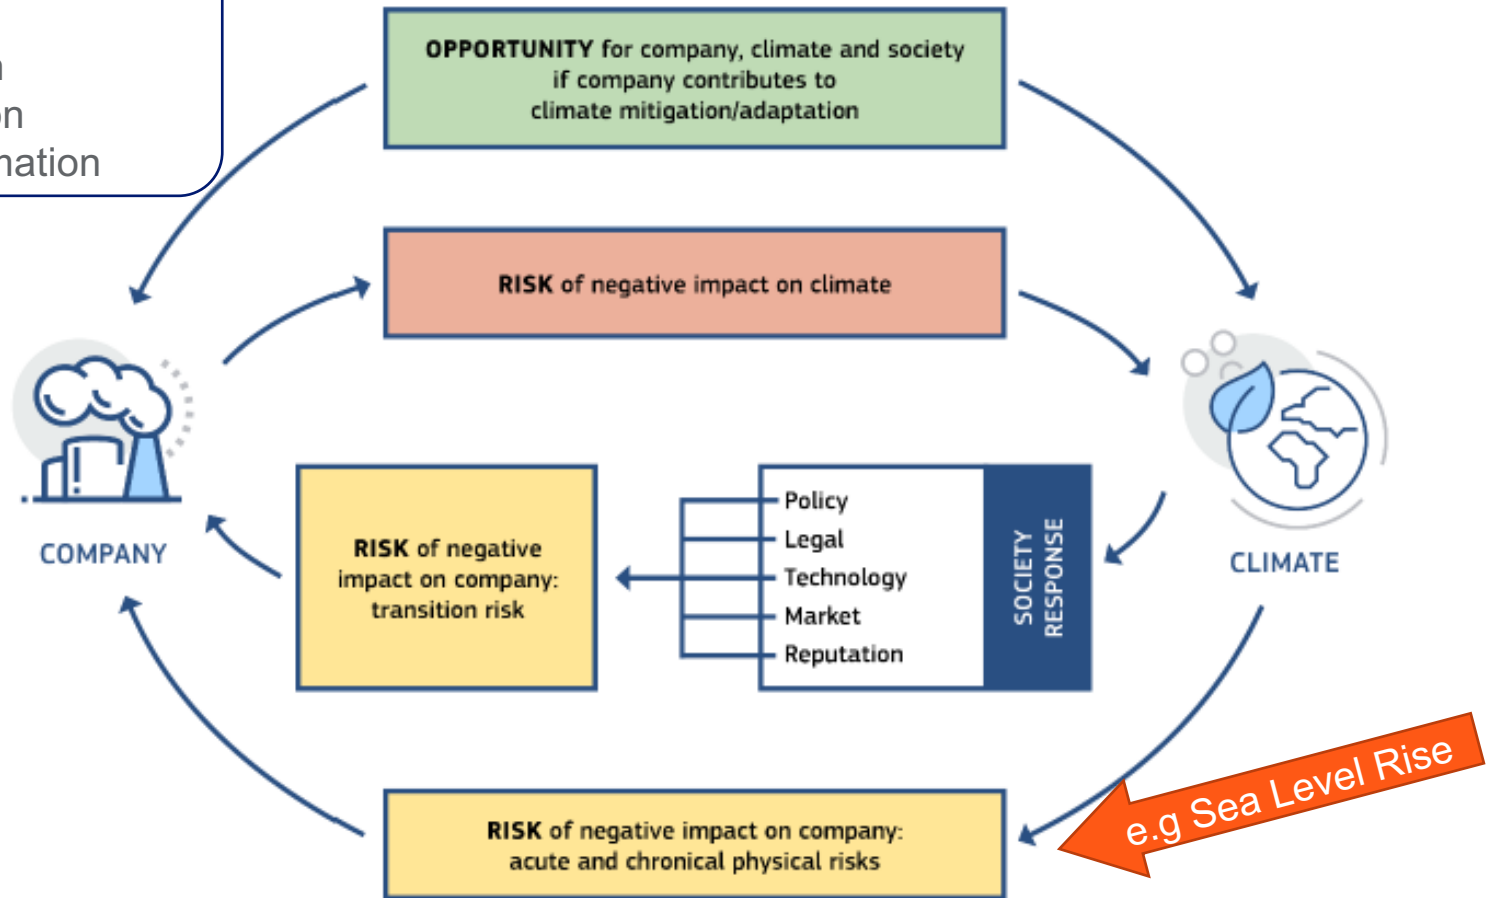 on
mation
OPPORTUNITY for company, climate and society
if company contributes to
climate mitigation/adaptation
RISK of negative impact on climate
COMPANY
CLIMATE
RISK of negative
impact on company:
transition risk
Policy
Legal
Technology
Market
Reputation
SOCIETY
RESPONSE
RISK of negative impact on company:
acute and chronical physical risks
e.g Sea Level Rise